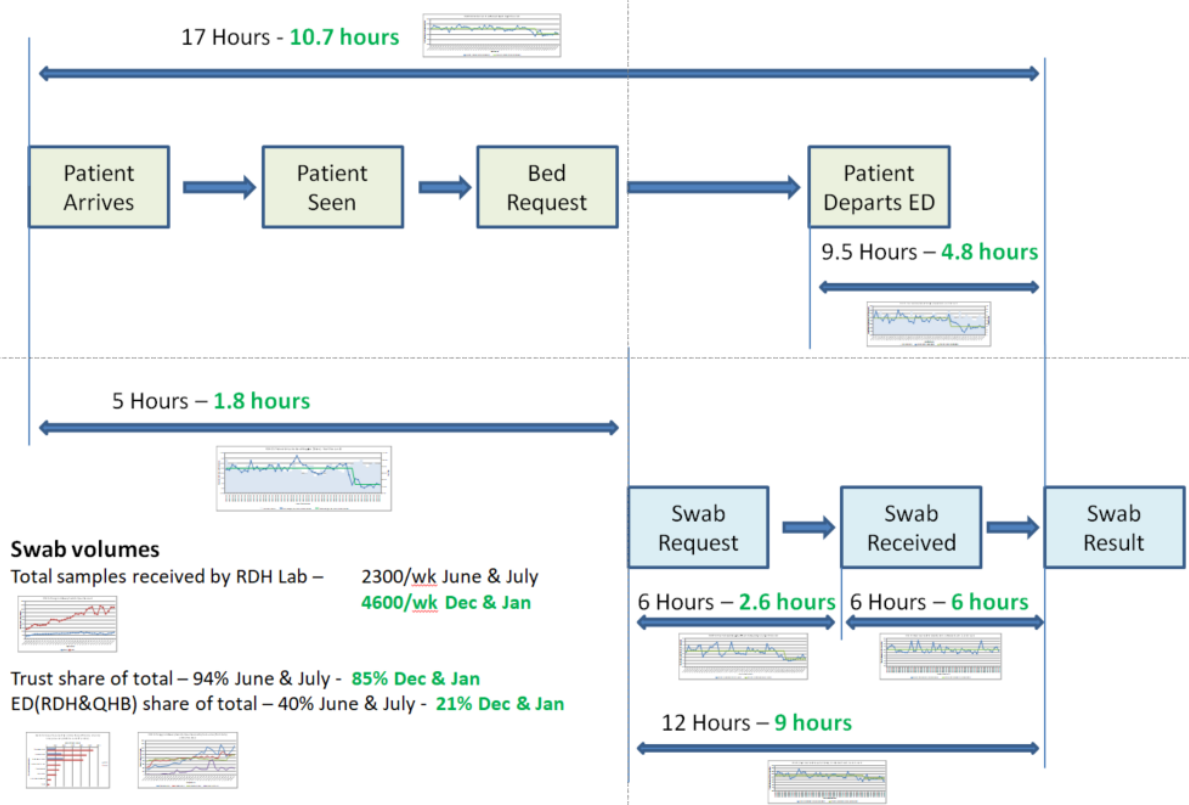 17 Hours - 10.7 hours
Patient
Arrives
Patient
Seen
Bed
Request
Patient
Departs ED
9.5 Hours – 4.8 hours
5 Hours – 1.8 hours
Swab
Request
Swab
Received
Swab
Result
6 Hours – 2.6 hours
6 Hours – 6 hours
12 Hours – 9 hours
Swab volumes
Total samples received by RDH Lab – 2300/wk June & July
4600/wk Dec & Jan
Trust share of total – 94% June & July - 85% Dec & Jan
ED(RDH&QHB) share of total – 40% June & July - 21% Dec & Jan